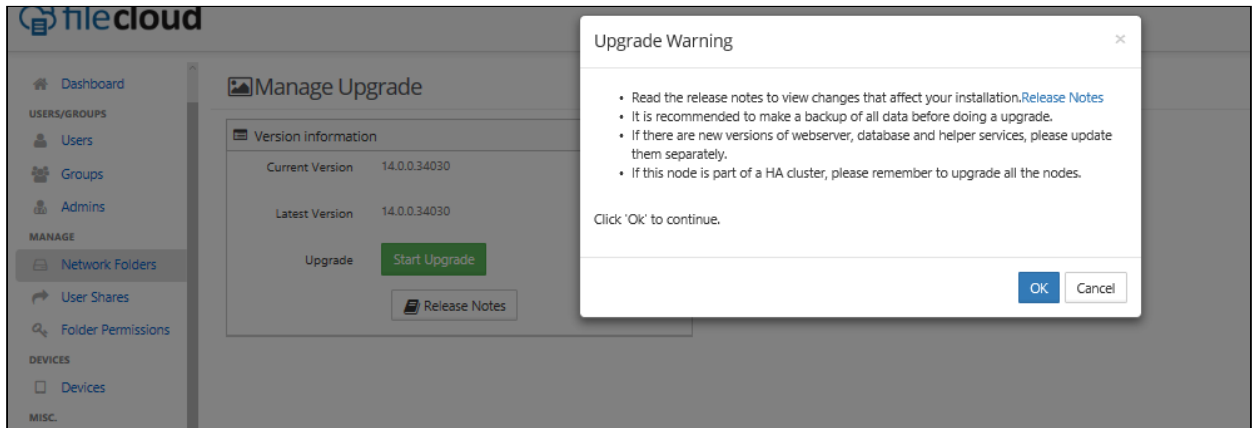 filecloud
Dashboard
USERS/GROUPS
Users
Groups
Admins
MANAGE
Network Folders
User Shares
Folder Permissions
DEVICES
Devices
MISC.
Manage Upgrade
Version information
Current Version 14.0.0.34030
Latest Version 14.0.0.34030
Upgrade Start Upgrade
Release Notes
Upgrade Warning ×
• Read the release notes to view changes that affect your installation.Release Notes
• It is recommended to make a backup of all data before doing a upgrade.
• If there are new versions of webserver, database and helper services, please update
them separately.
• If this node is part of a HA cluster, please remember to upgrade all the nodes.
Click 'Ok' to continue.
OK Cancel